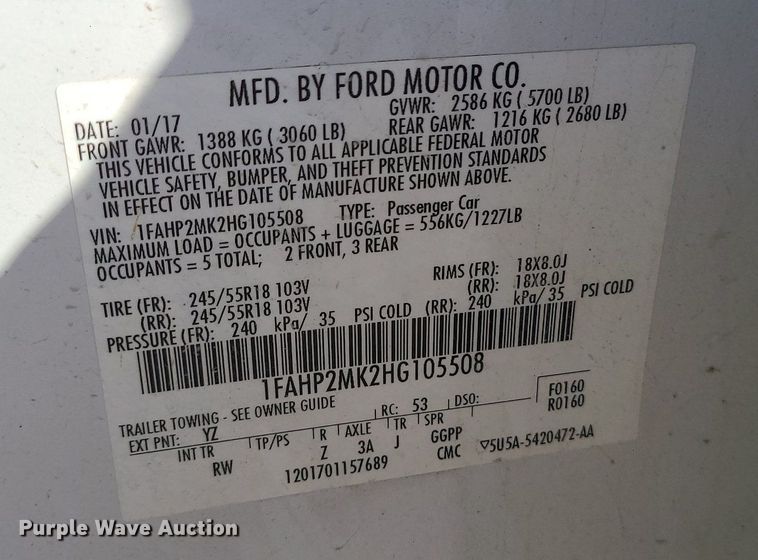 MFD. BY FORD MOTOR CO.
DATE: 01/17 GVWR: 2586 KG ( 5700 LB)
FRONT GAWR: 1388 KG ( 3060 LB) REAR GAWR: 1216 KG ( 2680 LB)
THIS VEHICLE CONFORMS TO ALL APPLICABLE FEDERAL MOTOR
VEHICLE SAFETY, BUMPER, AND THEFT PREVENTION STANDARDS
IN EFFECT ON THE DATE OF MANUFACTURE SHOWN ABOVE.
VIN: 1FAHP2MK2HG105508 TYPE: Passenger Car
MAXIMUM LOAD = OCCUPANTS + LUGGAGE = 556KG/1227LB
OCCUPANTS = 5 TOTAL; 2 FRONT, 3 REAR
TIRE (FR): 245/55R18 103V RIMS (FR): 18X8.0J
(RR): 245/55R18 103V (RR): 18X8.0J
PRESSURE (FR): 240 kPa/ 35 PSI COLD (RR): 240 kPa/ 35 PSI COLD
1FAHP2MK2HG105508
TRAILER TOWING - SEE OWNER GUIDE
EXT PNT: YZ RC: 53 DSO: F0160
R0160
INT TR TP/PS R AXLE TR SPR
RW Z 3A J GGPP
CMC ▽5U5A-5420472-AA
1201701157689
Purple Wave Auction